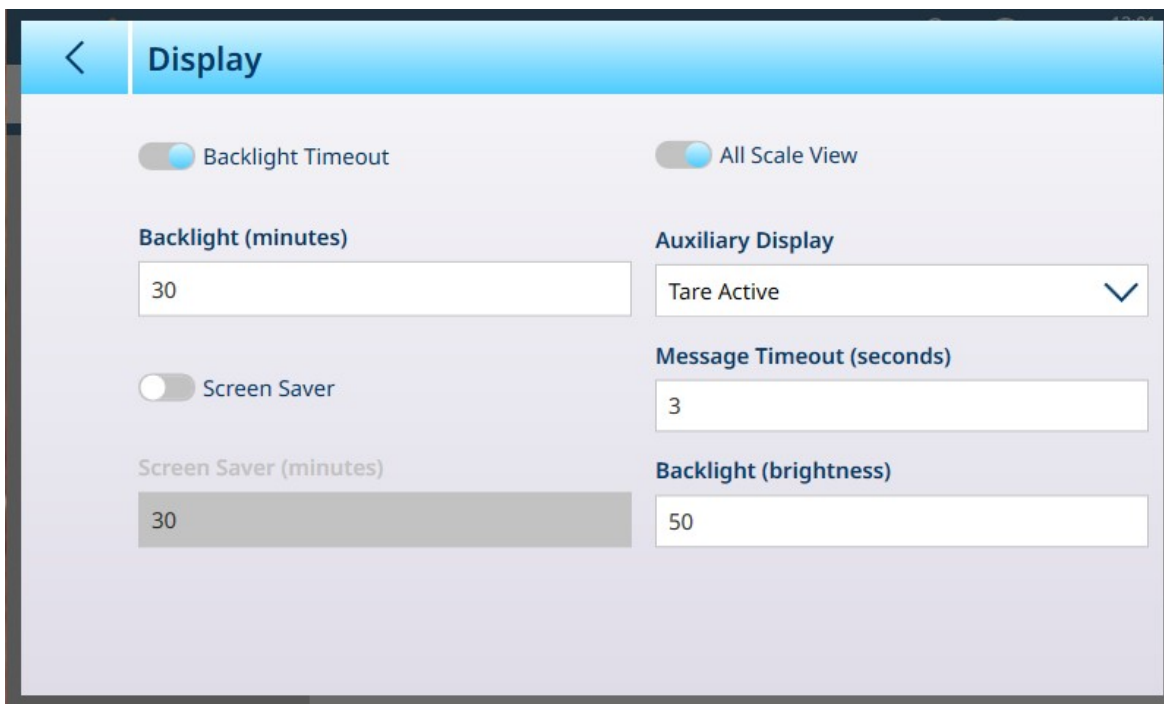 Display
Backlight Timeout
All Scale View
Backlight (minutes)
30
Auxiliary Display
Tare Active
Message Timeout (seconds)
3
Screen Saver
Screen Saver (minutes)
30
Backlight (brightness)
50